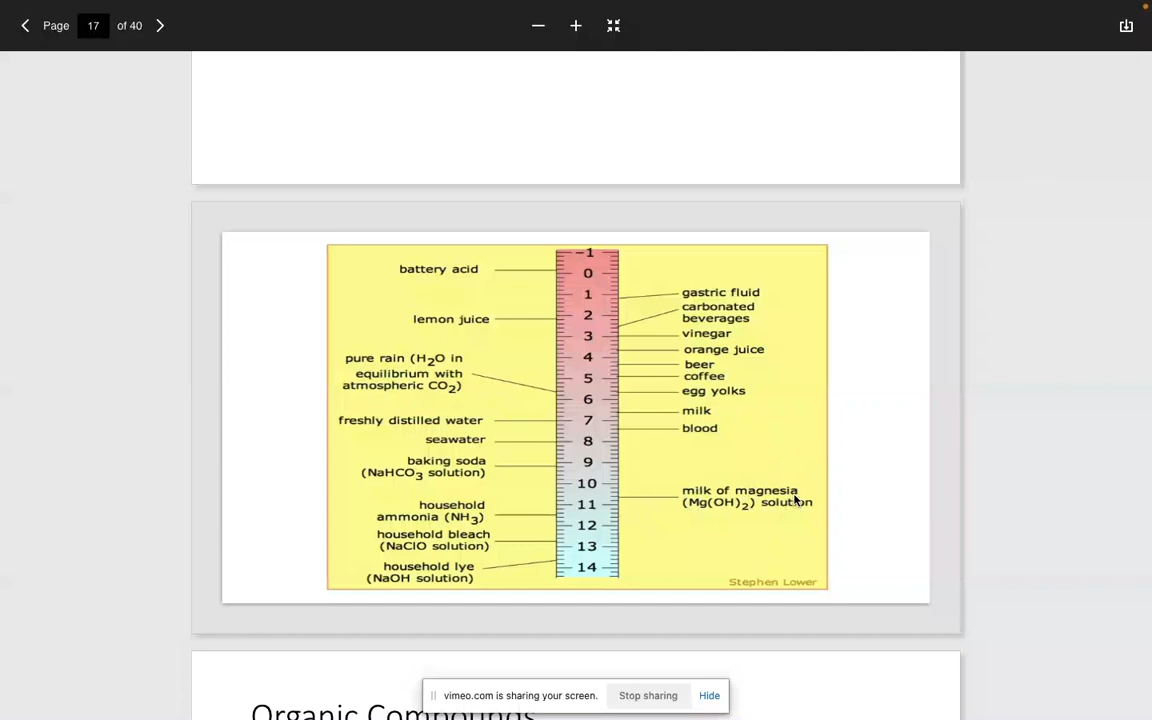 Page 17 of 40
battery acid
lemon juice
pure rain (H2O in
equilibrium with
atmospheric CO2)
freshly distilled water
seawater
baking soda
(NaHCO3 solution)
household
ammonia (NH3)
household bleach
(NaClO solution)
household lye
(NaOH solution)
−1
0
1
2
3
4
5
6
7
8
9
10
11
12
13
14
gastric fluid
carbonated
beverages
vinegar
orange juice
beer
coffee
egg yolks
milk
blood
milk of magnesia
(Mg(OH)2) solution
Stephen Lower
Organic Compounds
vimeo.com is sharing your screen. Stop sharing Hide